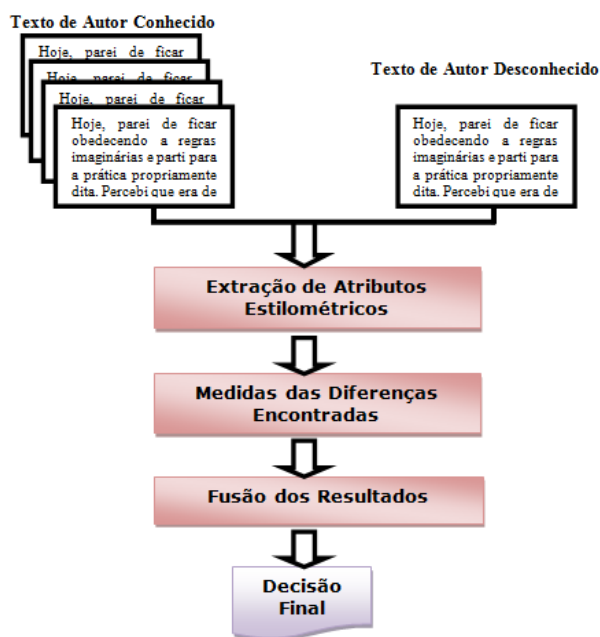 Texto de Autor Conhecido
Hoje, parei de ficar
Hoje, parei de ficar
Hoje, parei de ficar
Hoje, parei de ficar
obedecendo a regras
imaginárias e parti para
a prática propriamente
dita. Percebi que era de
Texto de Autor Desconhecido
Hoje, parei de ficar
obedecendo a regras
imaginárias e parti para
a prática propriamente
dita. Percebi que era de
Extração de Atributos
Estilométricos
Medidas das Diferenças
Encontradas
Fusão dos Resultados
Decisão
Final